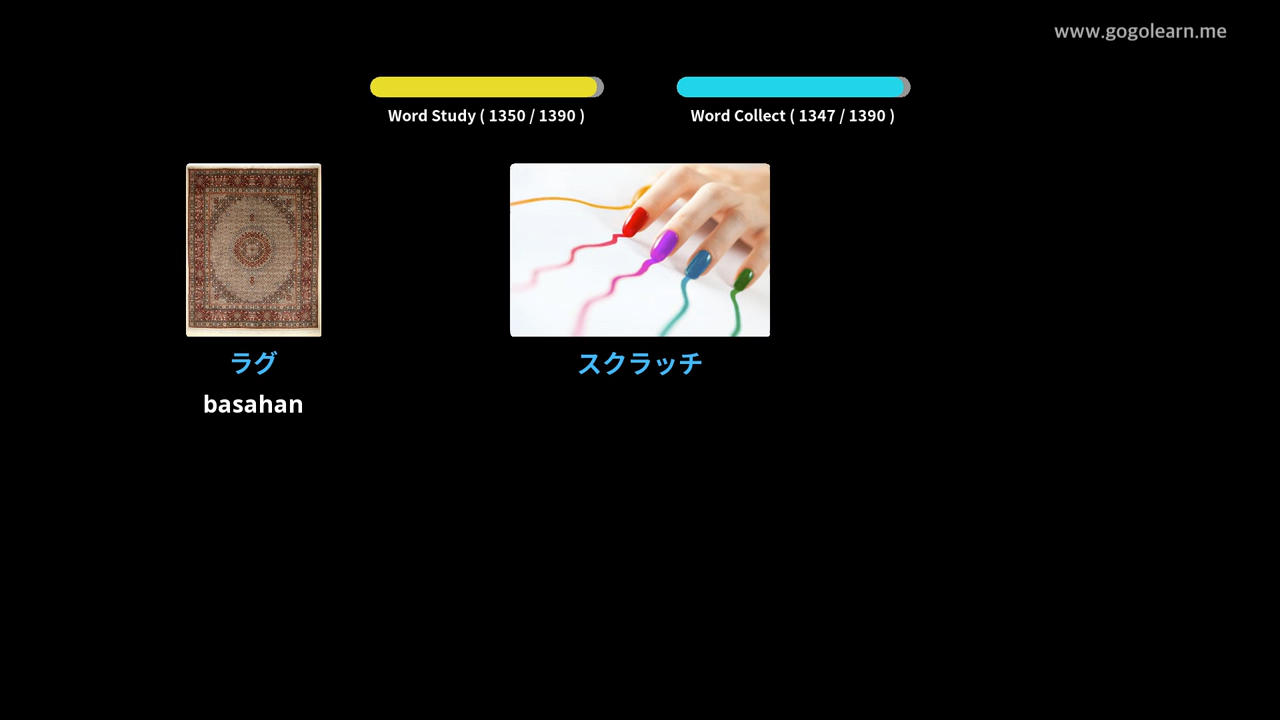 www.gogolearn.me
Word Study ( 1350 / 1390 )
Word Collect ( 1347 / 1390 )
ラグ
スクラッチ
basahan